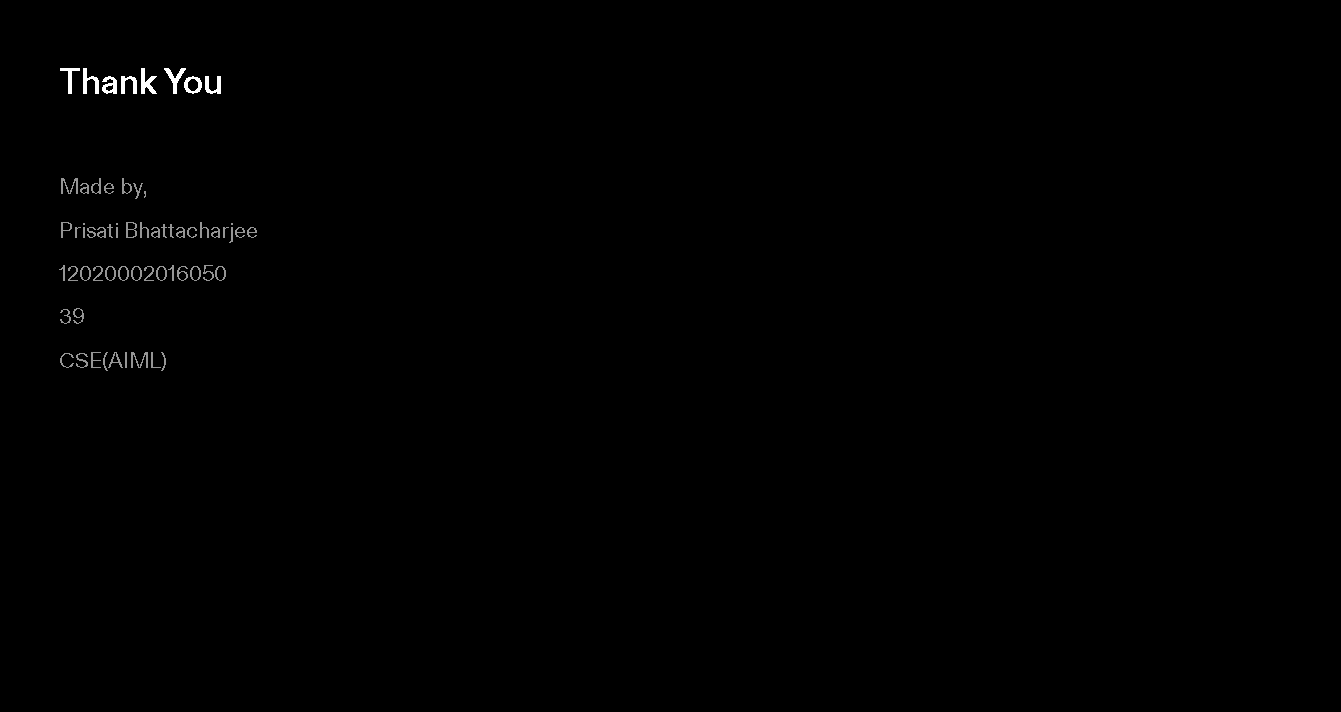 Thank You
Made by,
Prisati Bhattacharjee
12020002016050
39
CSE(AIML)